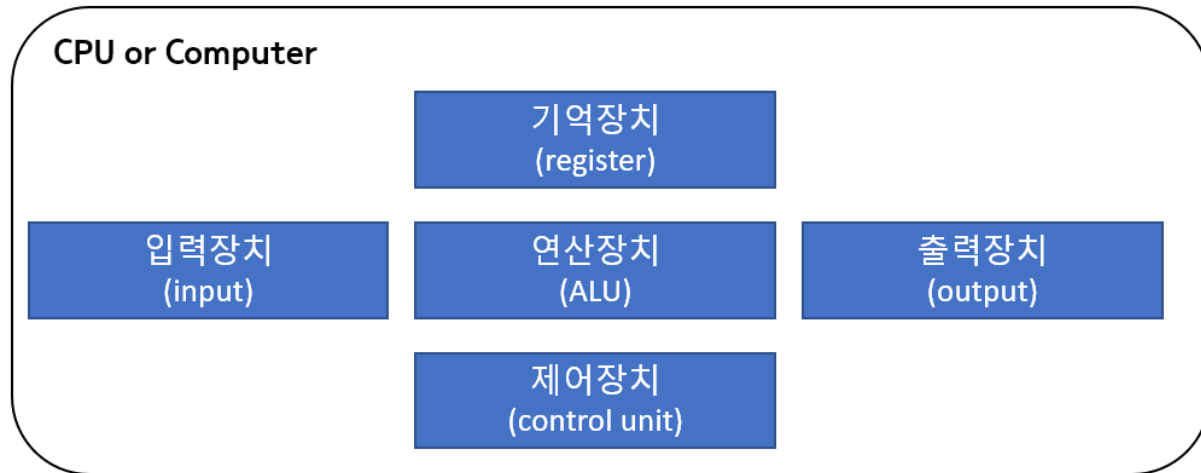 CPU or Computer
기억장치
(register)
입력장치
(input)
연산장치
(ALU)
출력장치
(output)
제어장치
(control unit)